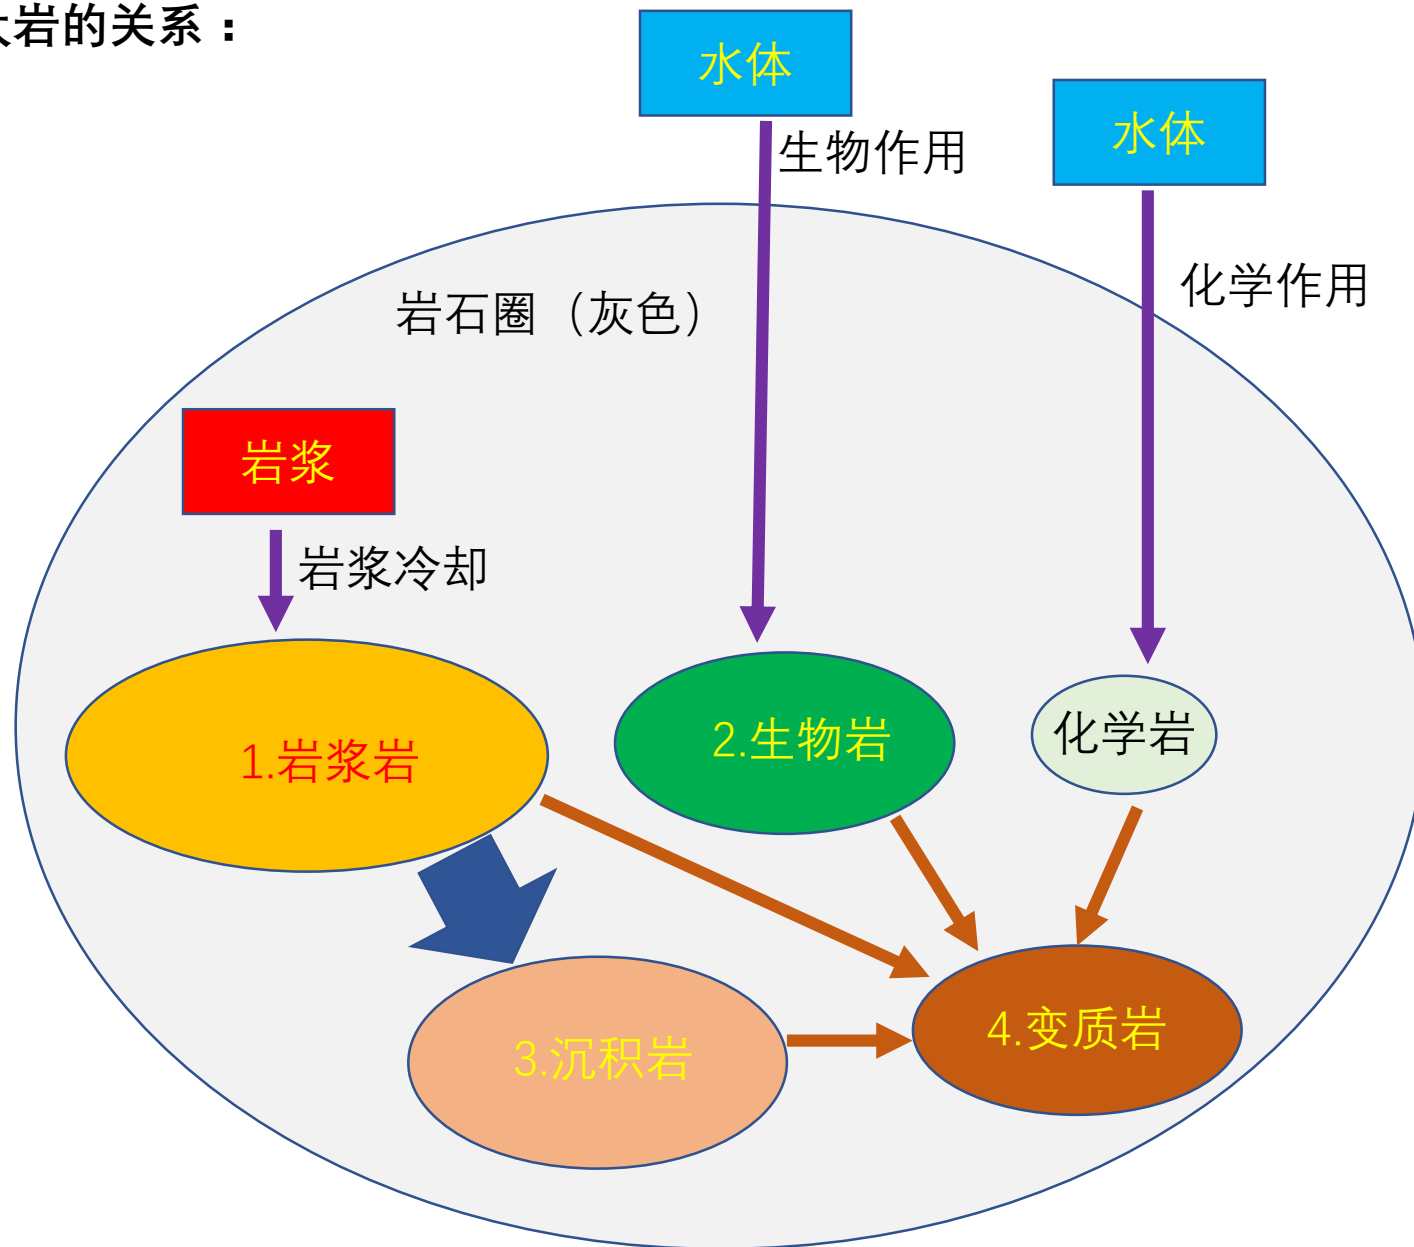 岩的关系：
水体
水体
生物作用
化学作用
岩石圈（灰色）
岩浆
岩浆冷却
1.岩浆岩
2.生物岩
化学岩
3.沉积岩
4.变质岩